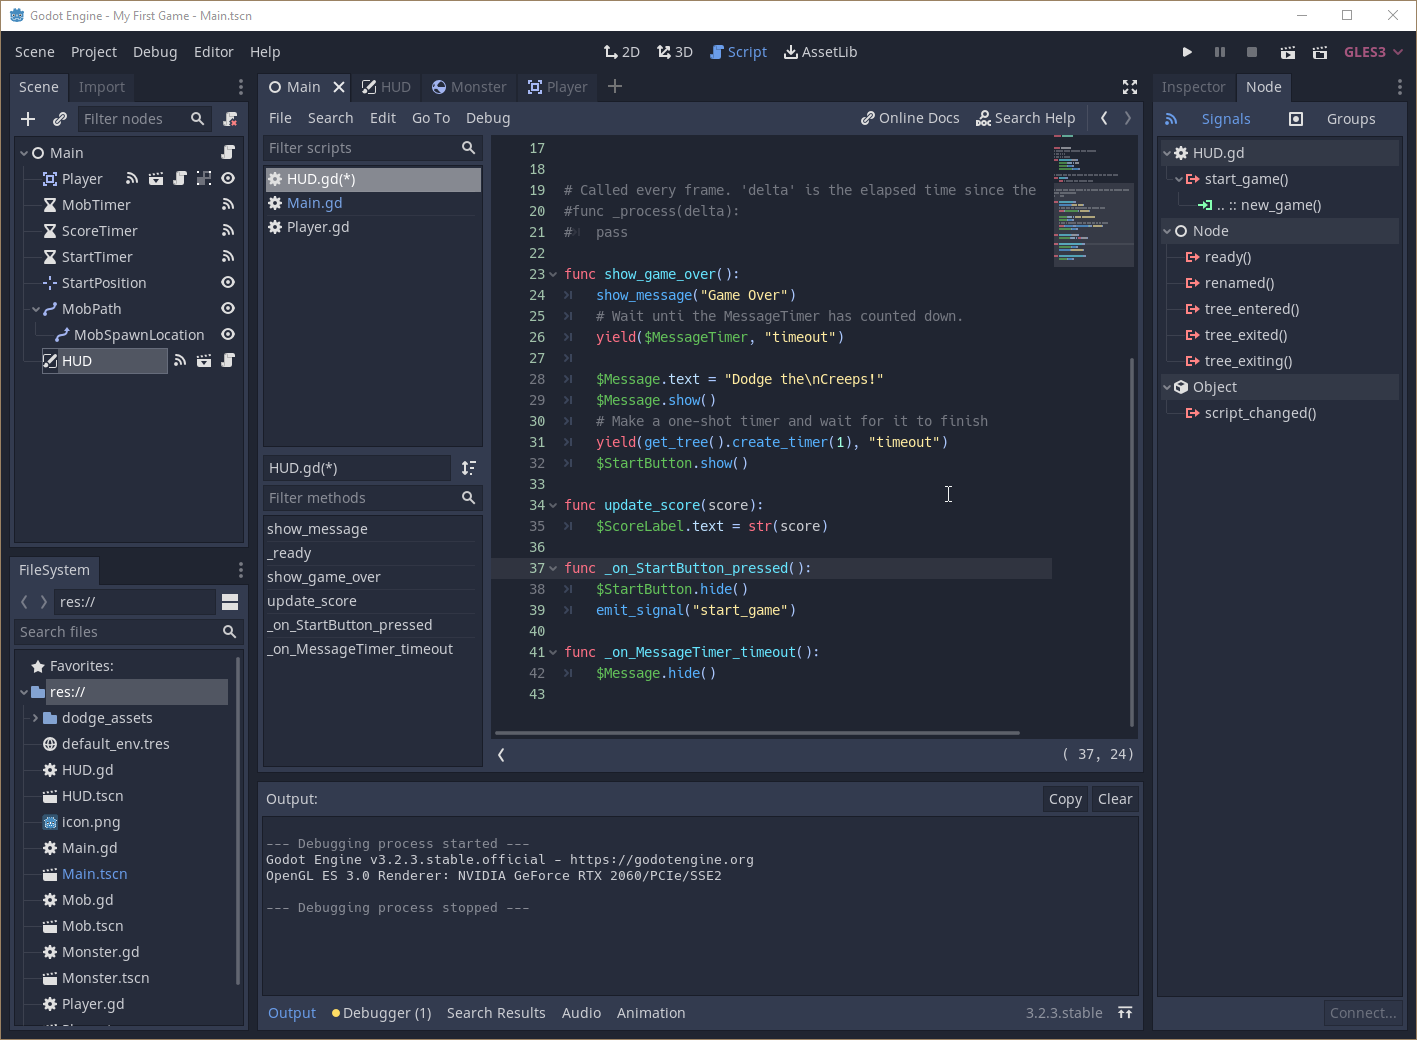 Godot Engine - My First Game - Main.tscn
Scene Project Debug Editor Help
2D 3D Script AssetLib
GLES3
Scene Import
Filter nodes
Main
Player
MobTimer
ScoreTimer
StartTimer
StartPosition
MobPath
MobSpawnLocation
HUD
FileSystem
res://
Search files
Favorites:
res://
dodge_assets
default_env.tres
HUD.gd
HUD.tscn
icon.png
Main.gd
Main.tscn
Mob.gd
Mob.tscn
Monster.gd
Monster.tscn
Player.gd
Main HUD Monster Player
File Search Edit Go To Debug
Online Docs Search Help
Filter scripts
HUD.gd(*)
Main.gd
Player.gd
HUD.gd(*)
Filter methods
show_message
_ready
show_game_over
update_score
_on_StartButton_pressed
_on_MessageTimer_timeout
17
18
19 # Called every frame. 'delta' is the elapsed time since the
20 #func _process(delta):
21 # pass
22
23 func show_game_over():
24 show_message("Game Over")
25 # Wait until the MessageTimer has counted down.
26 yield($MessageTimer, "timeout")
27
28 $Message.text = "Dodge the\nCreeps!"
29 $Message.show()
30 # Make a one-shot timer and wait for it to finish
31 yield(get_tree().create_timer(1), "timeout")
32 $StartButton.show()
33
34 func update_score(score):
35 $ScoreLabel.text = str(score)
36
37 func _on_StartButton_pressed():
38 $StartButton.hide()
39 emit_signal("start_game")
40
41 func _on_MessageTimer_timeout():
42 $Message.hide()
43
( 37, 24)
Output:
Copy Clear
--- Debugging process started ---
Godot Engine v3.2.3.stable.official - https://godotengine.org
OpenGL ES 3.0 Renderer: NVIDIA GeForce RTX 2060/PCIe/SSE2
--- Debugging process stopped ---
Output Debugger (1) Search Results Audio Animation
3.2.3.stable
Inspector Node
Signals Groups
HUD.gd
start_game()
.. :: new_game()
Node
ready()
renamed()
tree_entered()
tree_exited()
tree_exiting()
Object
script_changed()
Connect...